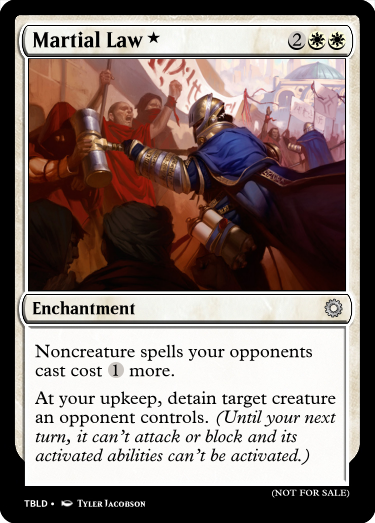 Martial Law ★
2
Enchantment
Noncreature spells your opponents
cast cost 1 more.
At your upkeep, detain target creature
an opponent controls. (Until your next
turn, it can't attack or block and its
activated abilities can't be activated.)
(NOT FOR SALE)
TBLD • Tyler Jacobson